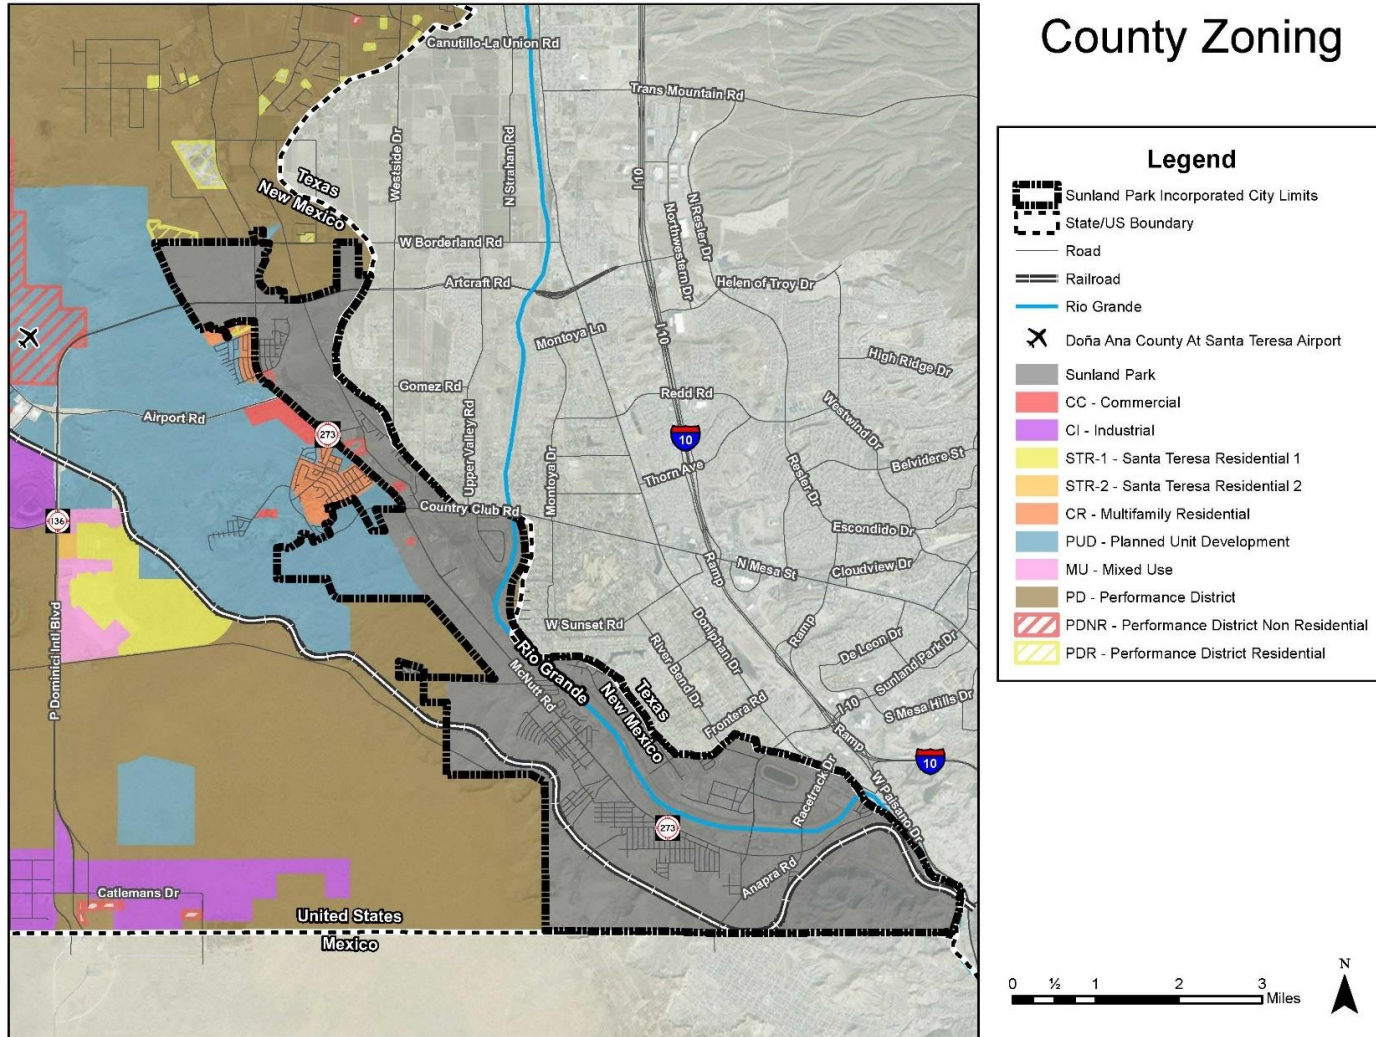 County Zoning
Legend
Sunland Park Incorporated City Limits
State/US Boundary
Road
Railroad
Rio Grande
Doña Ana County At Santa Teresa Airport
Sunland Park
CC - Commercial
CI - Industrial
STR-1 - Santa Teresa Residential 1
STR-2 - Santa Teresa Residential 2
CR - Multifamily Residential
PUD - Planned Unit Development
MU - Mixed Use
PD - Performance District
PDNR - Performance District Non Residential
PDR - Performance District Residential
0 ½ 1 2 3
Miles
N
Canutillo-La Union Rd
Trans Mountain Rd
Westside Dr
N Strahan Rd
I 10
N Resler Dr
Northwestern Dr
Texas
New Mexico
W Borderland Rd
Artcraft Rd
Helen of Troy Dr
Montoya Ln
I 10
High Ridge Dr
Gomez Rd
Redd Rd
Airport Rd
Upper Valley Rd
Westwind Dr
273
10
Montoya Dr
Thorn Ave
Resler Dr
Belvidere St
136
Country Club Rd
Escondido Dr
Ramp
N Mesa St
Cloudview Dr
P Dominici Intl Blvd
W Sunset Rd
Doniphan Dr
River Bend Dr
Ramp
De Leon Dr
Sunland Park Dr
Rio Grande
McNutt Rd
Texas
New Mexico
Frontera Rd
I-10
S Mesa Hills Dr
Ramp
10
W Paisano Dr
Racetrack Dr
273
Anapra Rd
Catlemans Dr
United States
Mexico